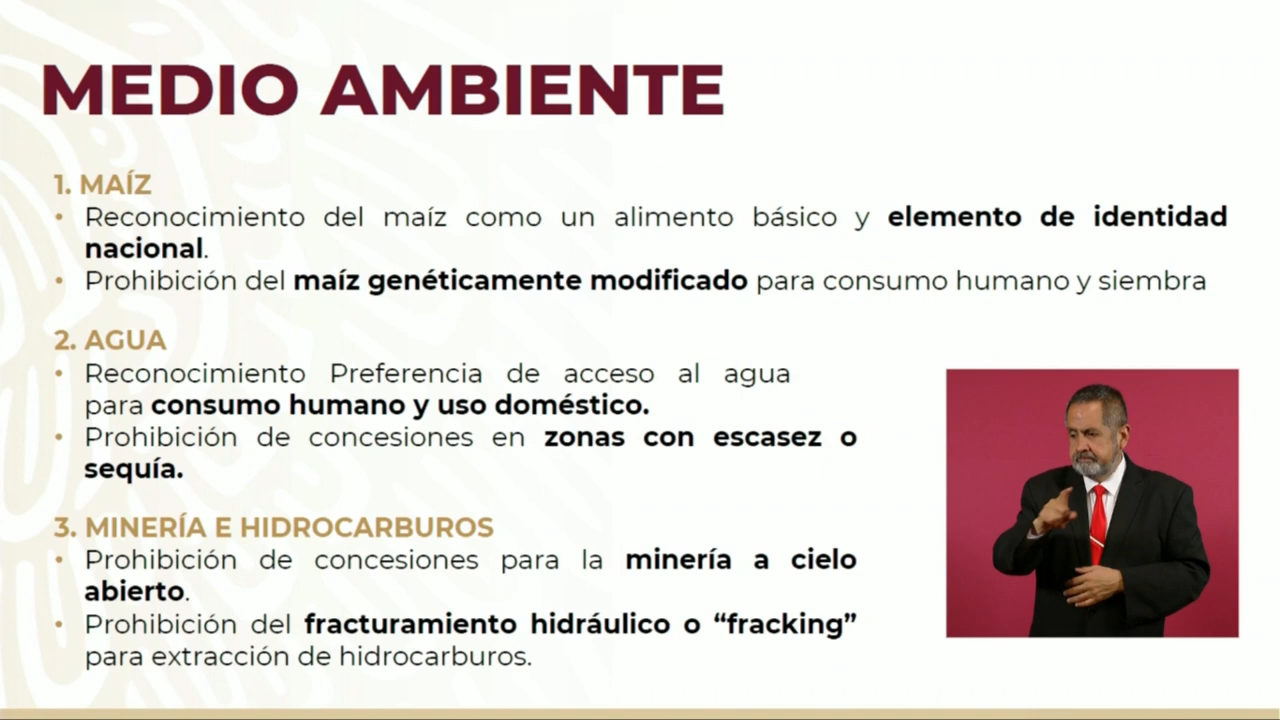 MEDIO AMBIENTE
1. MAÍZ
• Reconocimiento del maíz como un alimento básico y elemento de identidad
nacional.
• Prohibición del maíz genéticamente modificado para consumo humano y siembra
2. AGUA
• Reconocimiento Preferencia de acceso al agua
para consumo humano y uso doméstico.
• Prohibición de concesiones en zonas con escasez o
sequía.
3. MINERÍA E HIDROCARBUROS
• Prohibición de concesiones para la minería a cielo
abierto.
• Prohibición del fracturamiento hidráulico o “fracking”
para extracción de hidrocarburos.